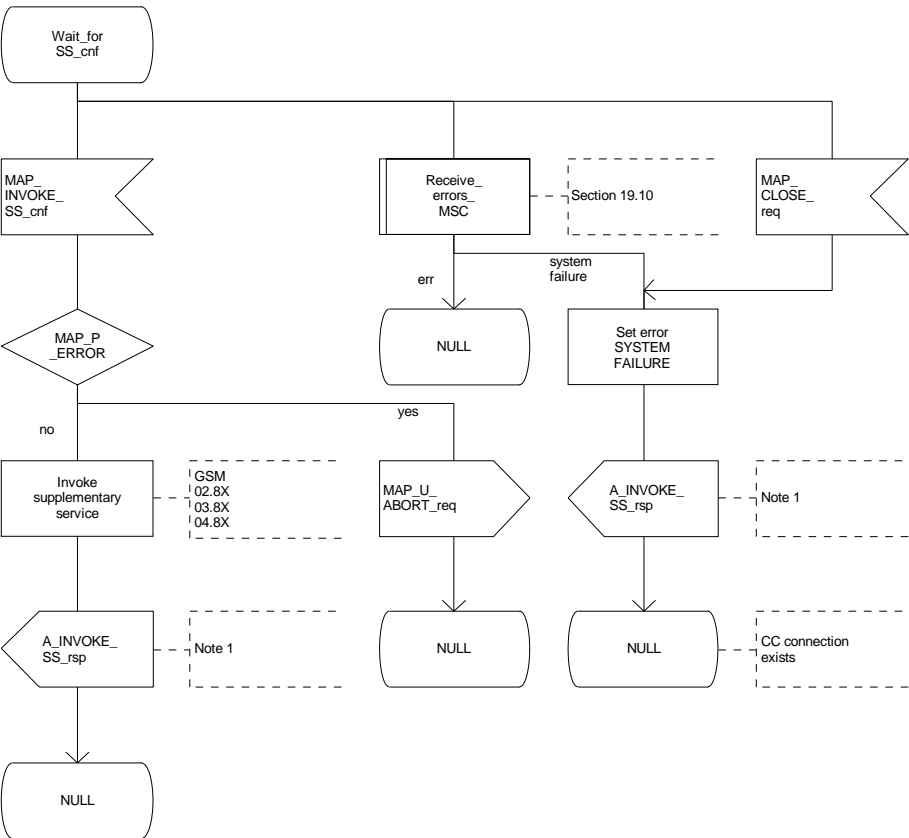 Wait_for
SS_cnf
MAP_
INVOKE_
SS_cnf
Receive_
errors_
MSC
Section 19.10
MAP_
CLOSE_
req
err
system
failure
MAP_P
_ERROR
NULL
Set error
SYSTEM
FAILURE
no
yes
Invoke
supplementary
service
GSM
02.8X
03.8X
04.8X
MAP_U_
ABORT_req
A_INVOKE_
SS_rsp
Note 1
A_INVOKE_
SS_rsp
Note 1
NULL
NULL
CC connection
exists
NULL